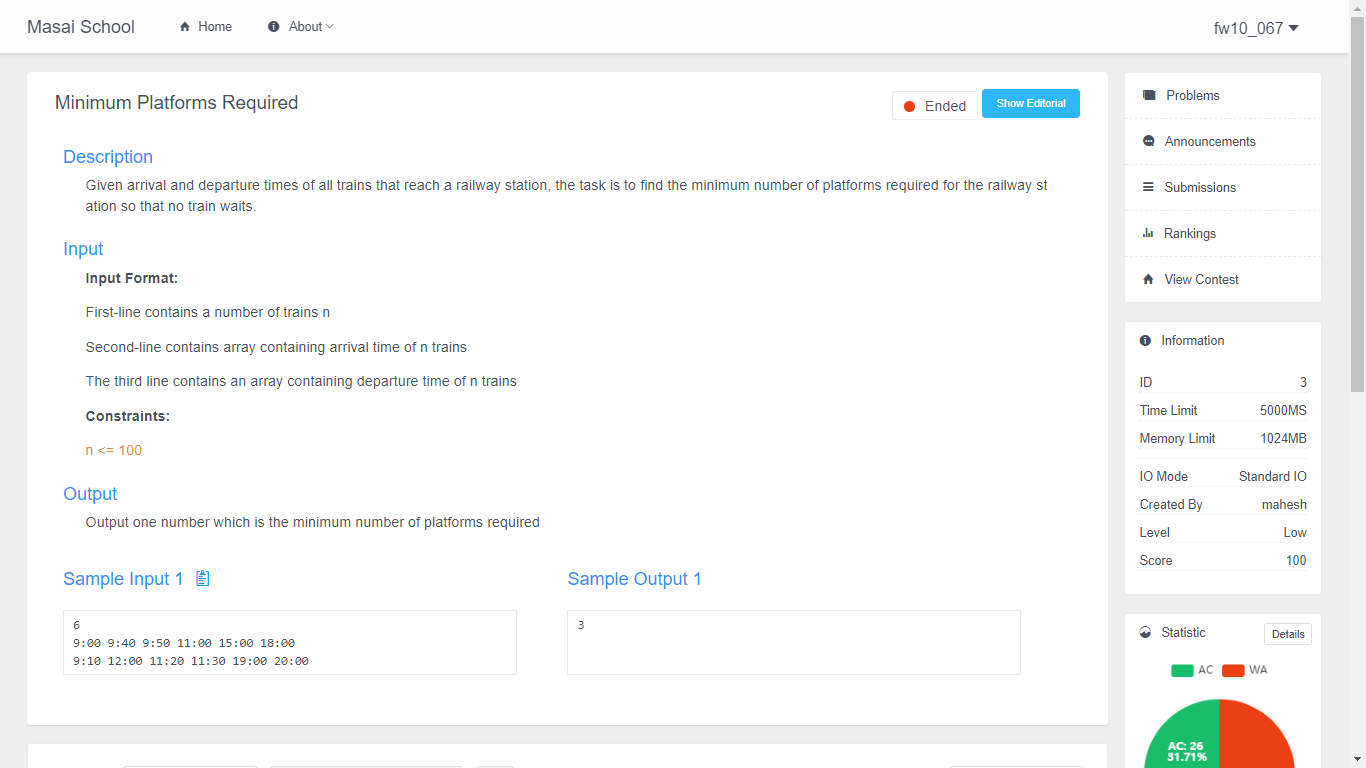 Masai School
Home
About
fw10_067
Minimum Platforms Required
Ended
Show Editorial
Description
Given arrival and departure times of all trains that reach a railway station, the task is to find the minimum number of platforms required for the railway st
ation so that no train waits.
Input
Input Format:
First-line contains a number of trains n
Second-line contains array containing arrival time of n trains
The third line contains an array containing departure time of n trains
Constraints:
n <= 100
Output
Output one number which is the minimum number of platforms required
Sample Input 1
6
9:00 9:40 9:50 11:00 15:00 18:00
9:10 12:00 11:20 11:30 19:00 20:00
Sample Output 1
3
Problems
Announcements
Submissions
Rankings
View Contest
Information
ID 3
Time Limit 5000MS
Memory Limit 1024MB
IO Mode Standard IO
Created By mahesh
Level Low
Score 100
Statistic
Details
AC WA
AC: 26
31.71%